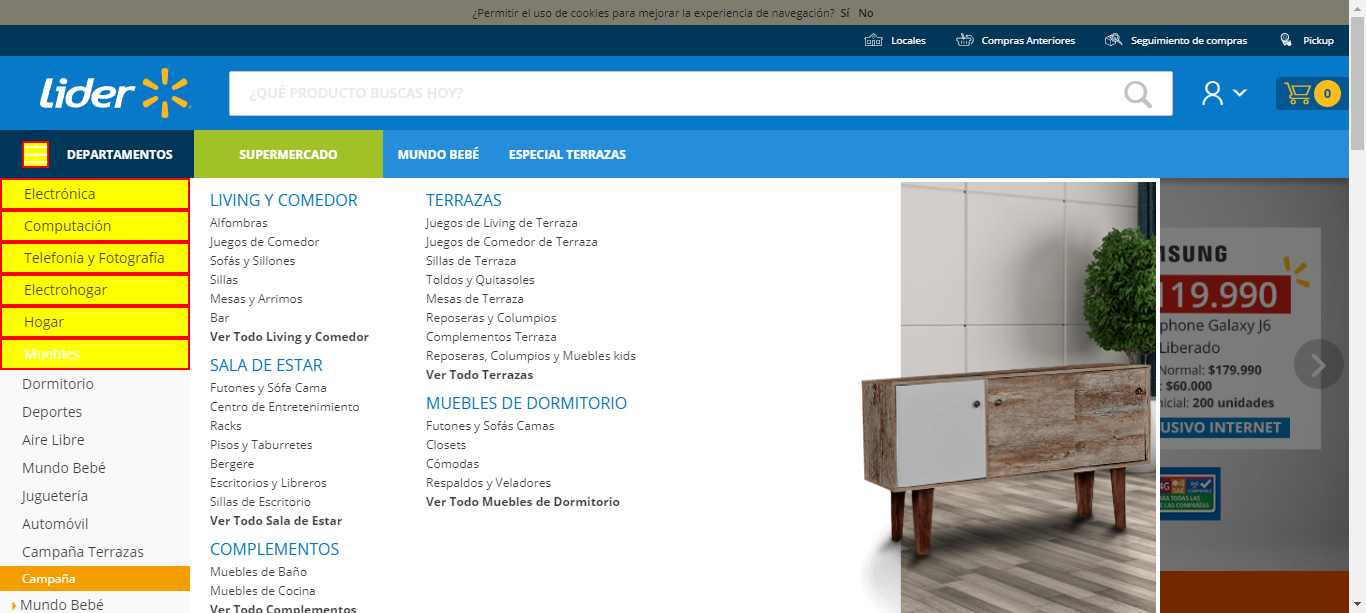 ¿Permitir el uso de cookies para mejorar la experiencia de navegación? Sí No
Locales Compras Anteriores Seguimiento de compras Pickup
lider
¿QUÉ PRODUCTO BUSCAS HOY?
0
DEPARTAMENTOS SUPERMERCADO MUNDO BEBÉ ESPECIAL TERRAZAS
Electrónica
Computación
Telefonía y Fotografía
Electrohogar
Hogar
Muebles
Dormitorio
Deportes
Aire Libre
Mundo Bebé
Juguetería
Automóvil
Campaña Terrazas
Campaña
Mundo Bebé
LIVING Y COMEDOR
Alfombras
Juegos de Comedor
Sofás y Sillones
Sillas
Mesas y Arrimos
Bar
Ver Todo Living y Comedor
SALA DE ESTAR
Futones y Sófa Cama
Centro de Entretenimiento
Racks
Pisos y Taburretes
Bergere
Escritorios y Libreros
Sillas de Escritorio
Ver Todo Sala de Estar
COMPLEMENTOS
Muebles de Baño
Muebles de Cocina
Ver Todo Complementos
TERRAZAS
Juegos de Living de Terraza
Juegos de Comedor de Terraza
Sillas de Terraza
Toldos y Quitasoles
Mesas de Terraza
Reposeras y Columpios
Complementos Terraza
Reposeras, Columpios y Muebles kids
Ver Todo Terrazas
MUEBLES DE DORMITORIO
Futones y Sofás Camas
Closets
Cómodas
Respaldos y Veladores
Ver Todo Muebles de Dormitorio
SUNG
19.990
phone Galaxy J6
Liberado
Normal: $179.990
: $60.000
icial: 200 unidades
USIVO INTERNET